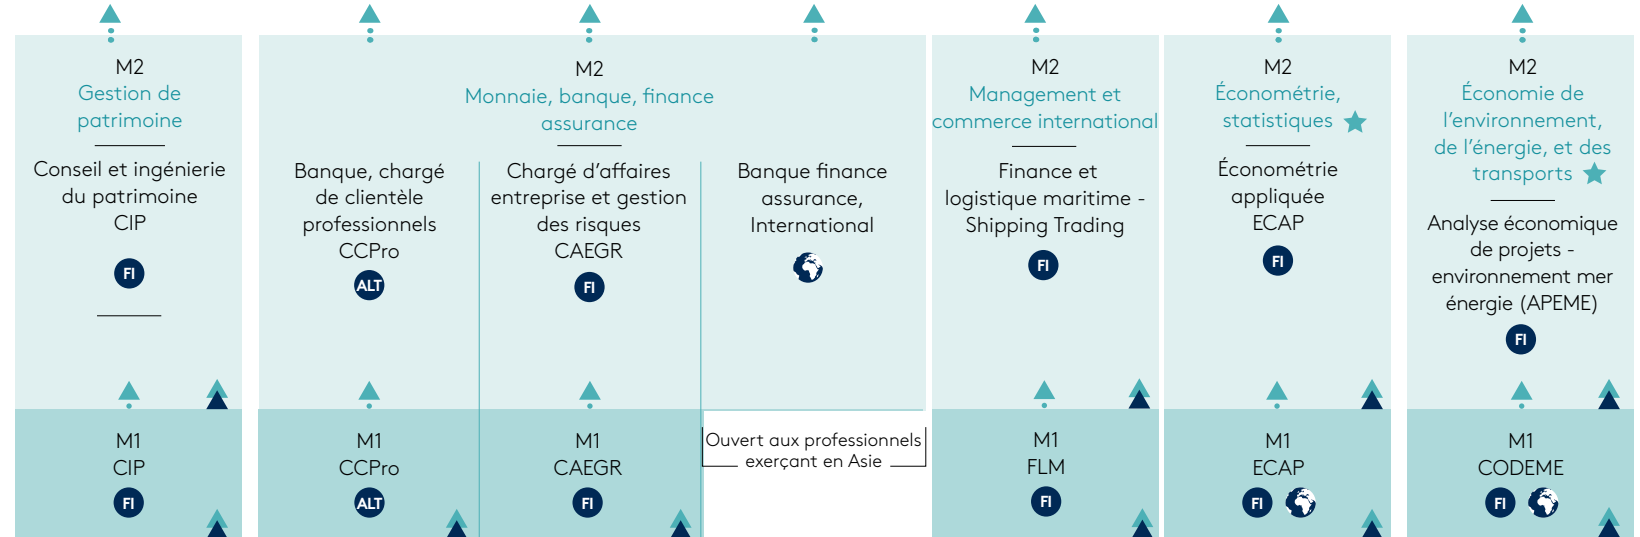 M2
Gestion de
patrimoine
Conseil et ingénierie
du patrimoine
CIP
FI
M1
CIP
FI
M2
Monnaie, banque, finance
assurance
Banque, chargé
de clientèle
professionnels
CCPro
ALT
M1
CCPro
ALT
Chargé d'affaires
entreprise et gestion
des risques
CAEGR
FI
M1
CAEGR
FI
Banque finance
assurance,
International
Ouvert aux professionnels
exerçant en Asie
M2
Management et
commerce international
Finance et
logistique maritime -
Shipping Trading
FI
M1
FLM
FI
M2
Économétrie,
statistiques
Économétrie
appliquée
ECAP
FI
M1
ECAP
FI
M2
Économie de
l'environnement,
de l'énergie, et des
transports
Analyse économique
de projets -
environnement mer
énergie (APEME)
FI
M1
CODEME
FI